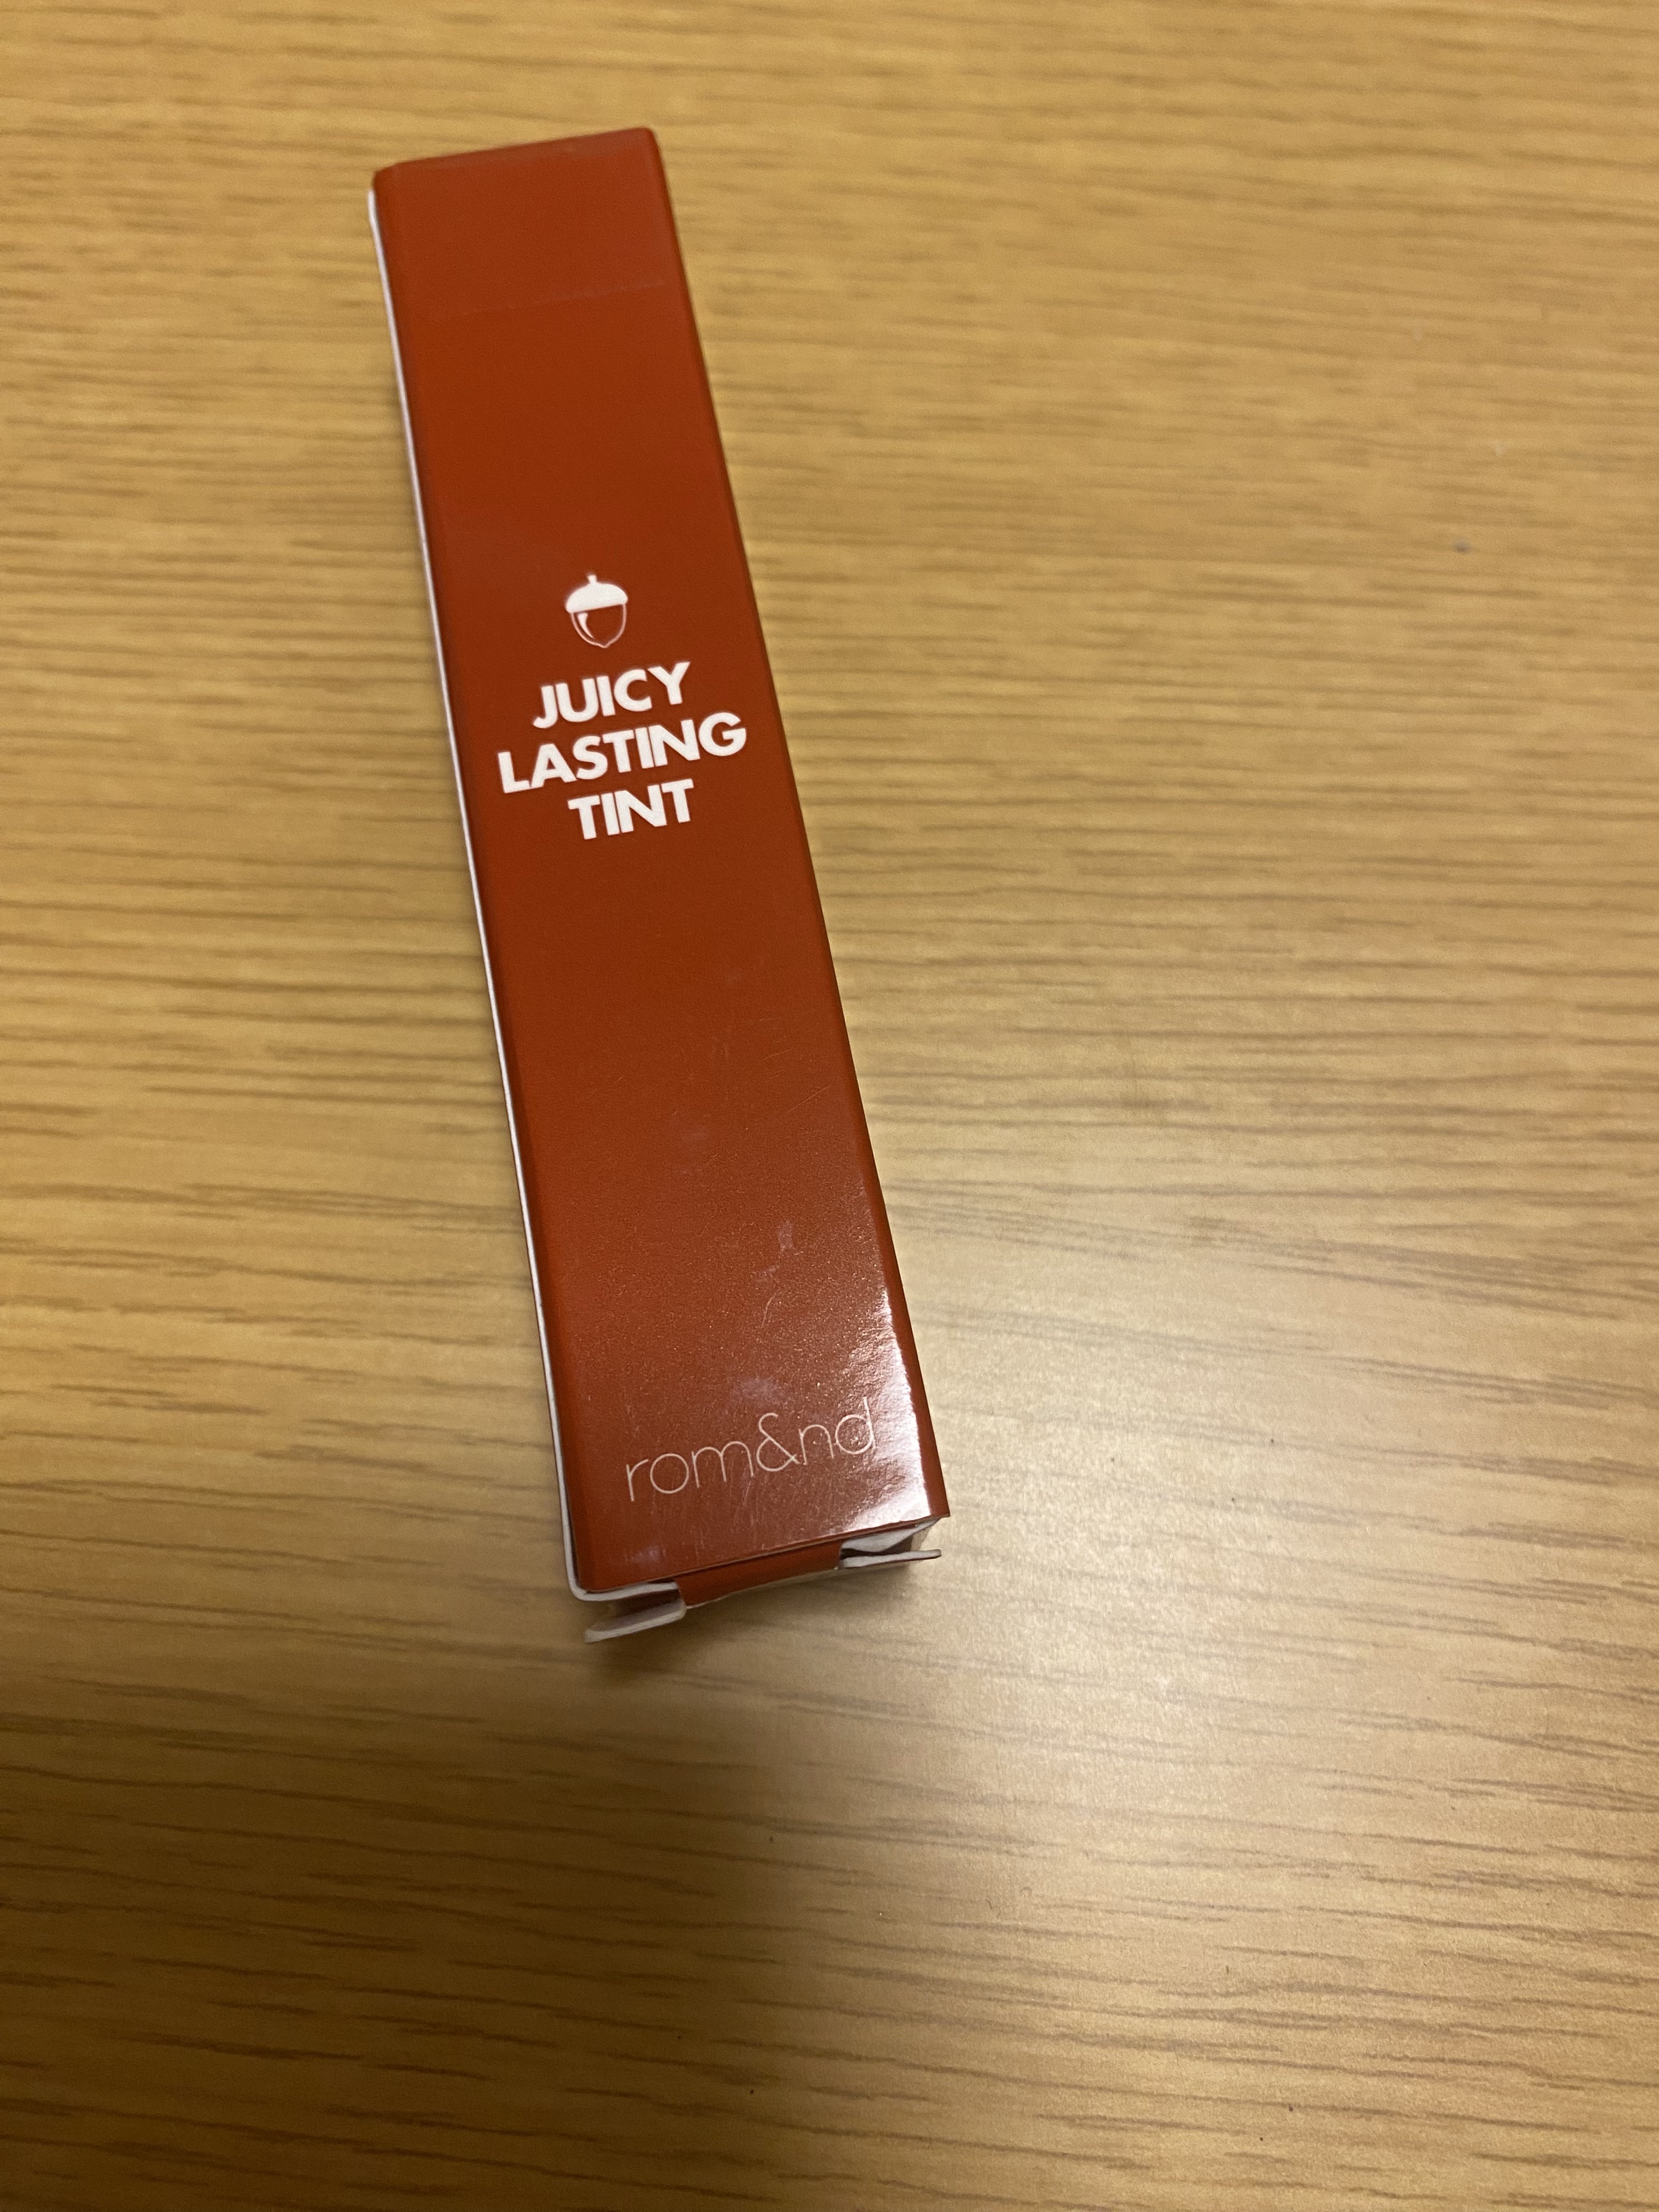 JUICY
LASTING
TINT
rom&nd